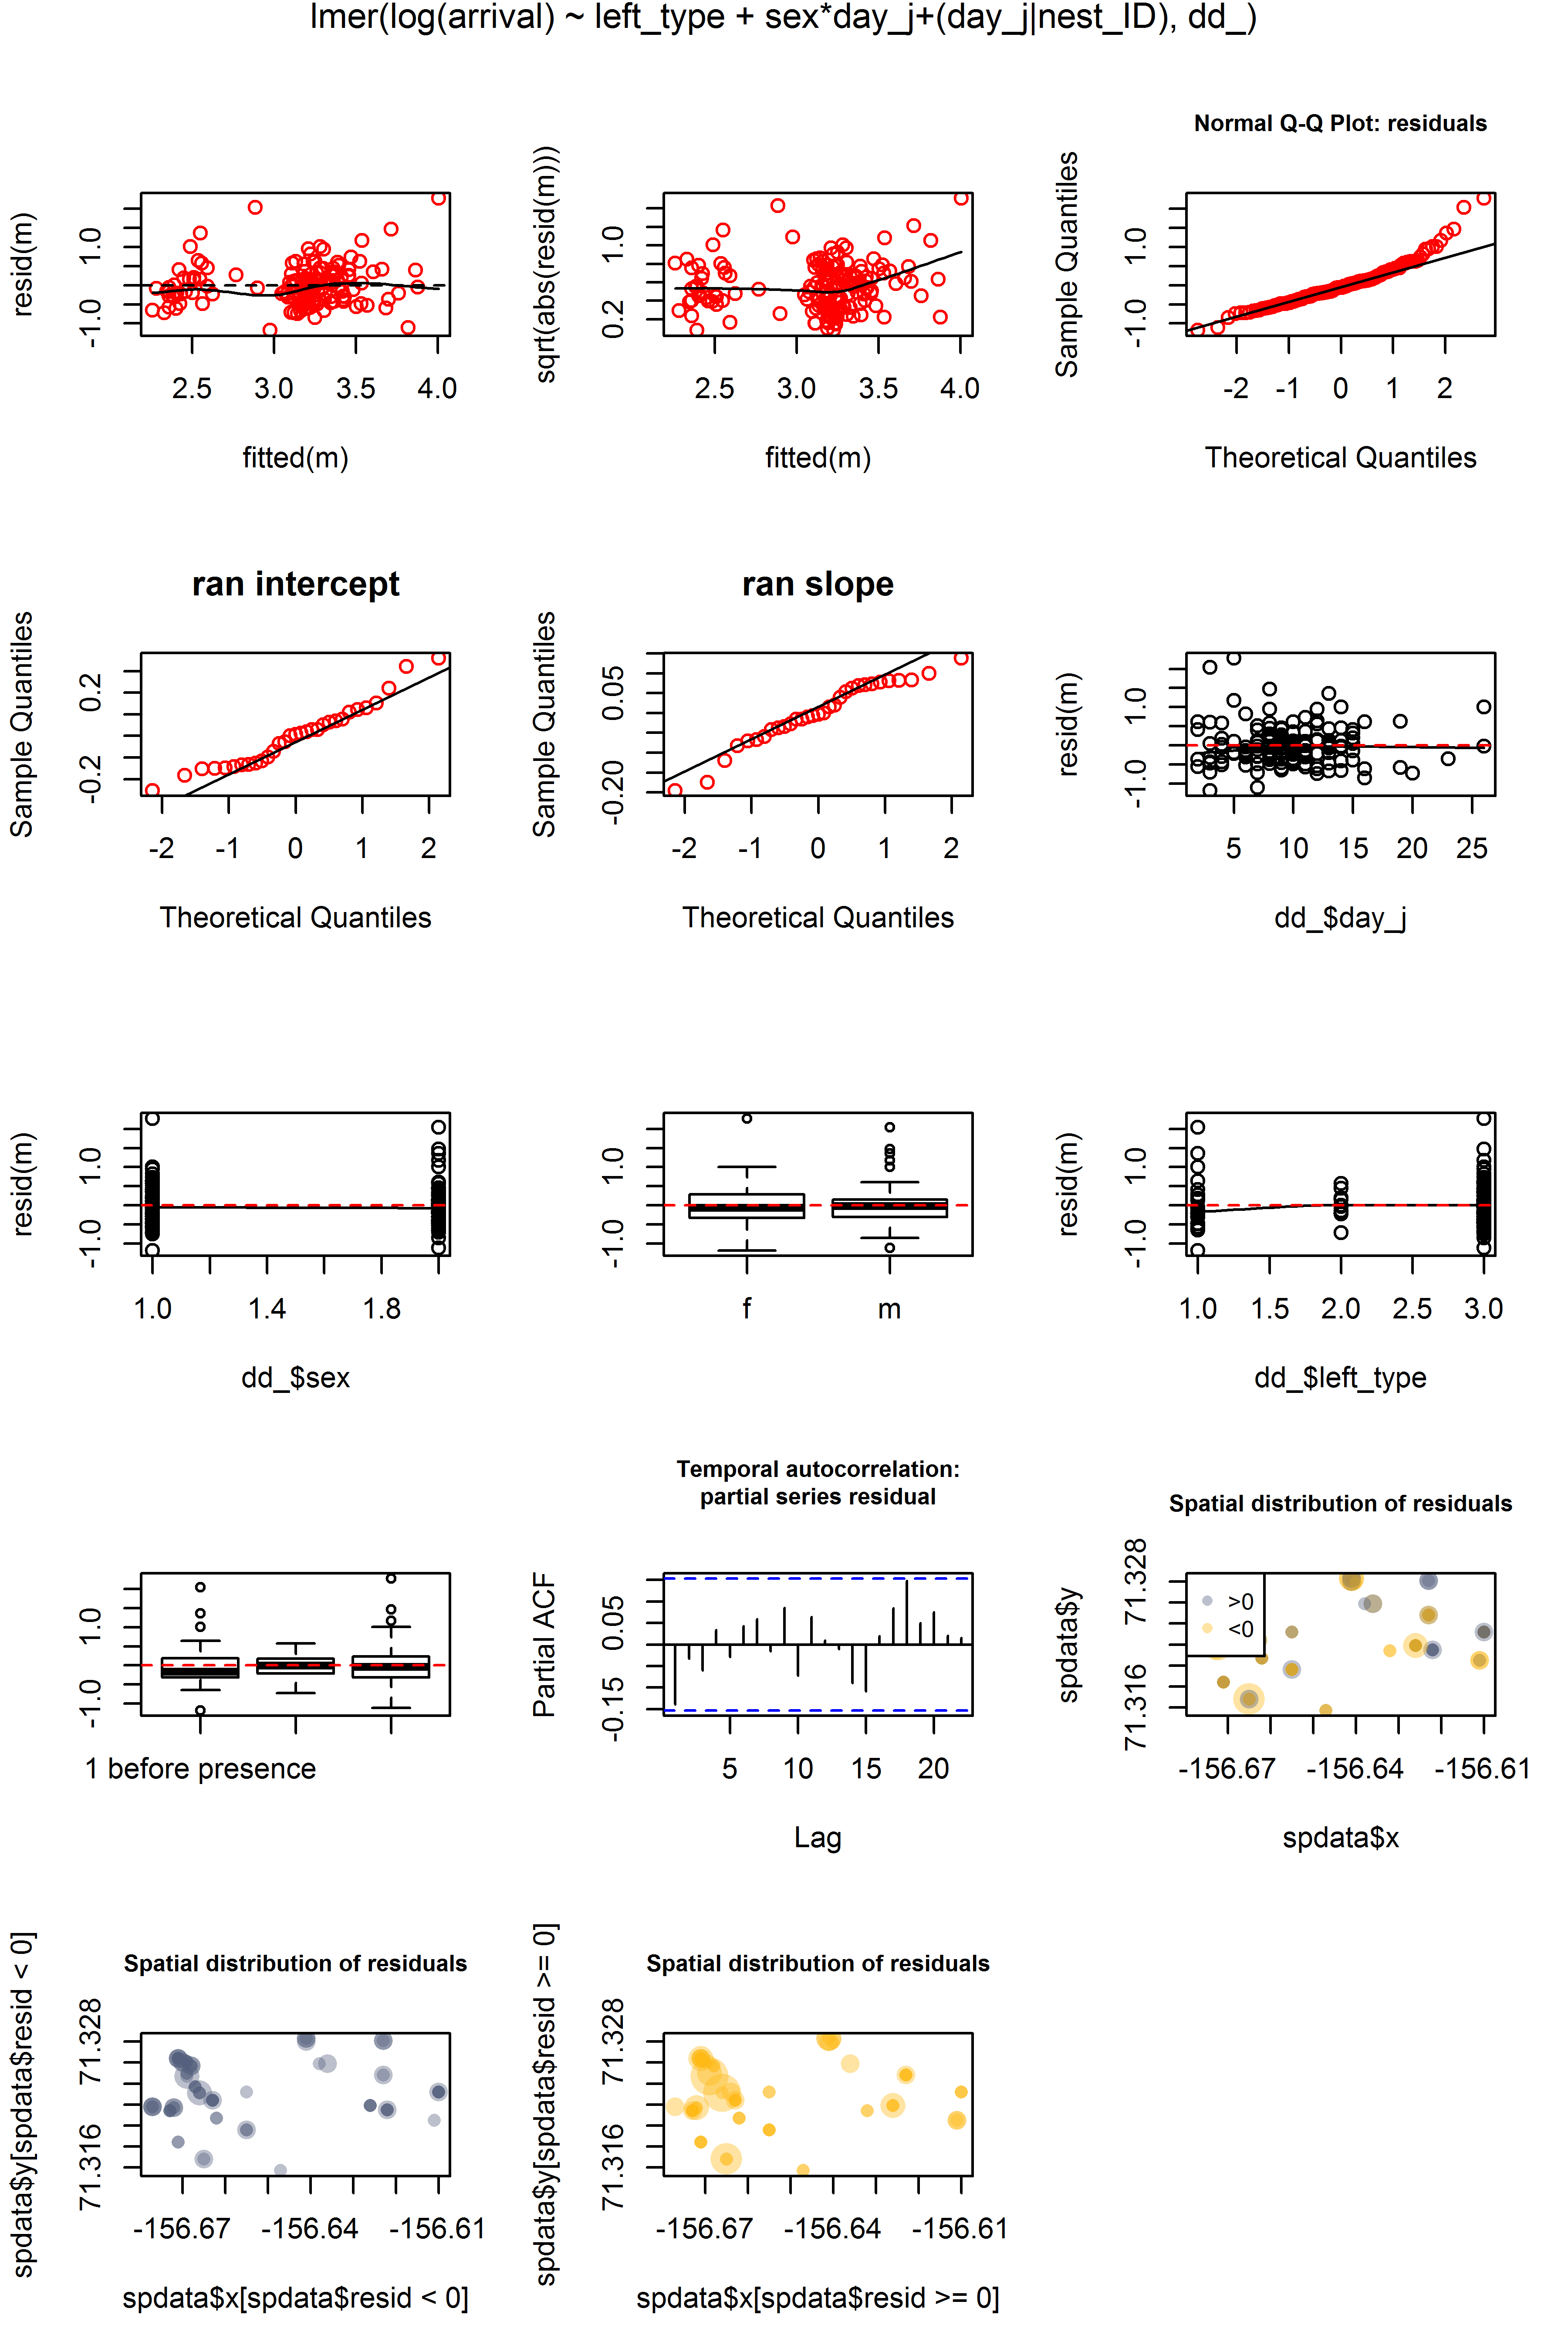 lmer(log(arrival) ~ left_type + sex*day_j+(day_j|nest_ID), dd_)
resid(m)
-1.0 1.0
2.5 3.0 3.5 4.0
fitted(m)
sqrt(abs(resid(m)))
0.2 1.0
2.5 3.0 3.5 4.0
fitted(m)
Normal Q-Q Plot: residuals
Sample Quantiles
-1.0 1.0
-2 -1 0 1 2
Theoretical Quantiles
ran intercept
Sample Quantiles
-0.2 0.2
-2 -1 0 1 2
Theoretical Quantiles
ran slope
Sample Quantiles
-0.20 0.05
-2 -1 0 1 2
Theoretical Quantiles
resid(m)
-1.0 1.0
5 10 15 20 25
dd_$day_j
resid(m)
-1.0 1.0
1.0 1.4 1.8
dd_$sex
-1.0 1.0
f m
resid(m)
-1.0 1.0
1.0 1.5 2.0 2.5 3.0
dd_$left_type
-1.0 1.0
1 before presence
Temporal autocorrelation:
partial series residual
Partial ACF
-0.15 0.05
5 10 15 20
Lag
Spatial distribution of residuals
spdata$y
71.316 71.328
>0
<0
-156.67 -156.64 -156.61
spdata$x
Spatial distribution of residuals
spdata$y[spdata$resid < 0]
71.316 71.328
-156.67 -156.64 -156.61
spdata$x[spdata$resid < 0]
Spatial distribution of residuals
spdata$y[spdata$resid >= 0]
71.316 71.328
-156.67 -156.64 -156.61
spdata$x[spdata$resid >= 0]